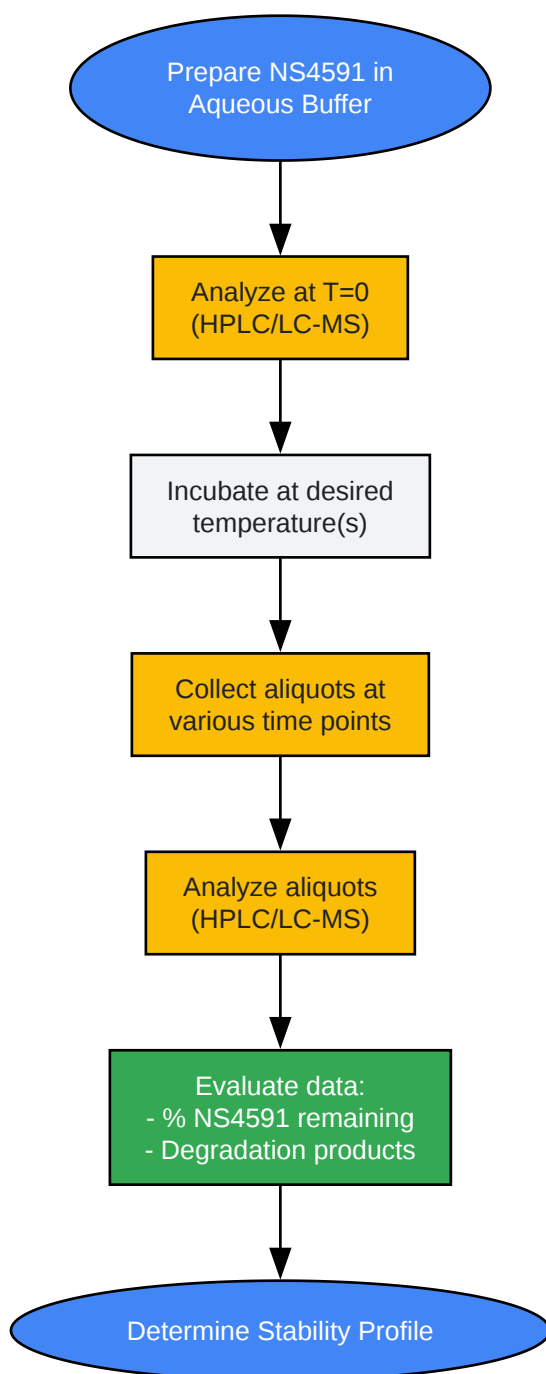 Prepare NS4591 in
Aqueous Buffer
Analyze at T=0
(HPLC/LC-MS)
Incubate at desired
temperature(s)
Collect aliquots at
various time points
Analyze aliquots
(HPLC/LC-MS)
Evaluate data:
- % NS4591 remaining
- Degradation products
Determine Stability Profile